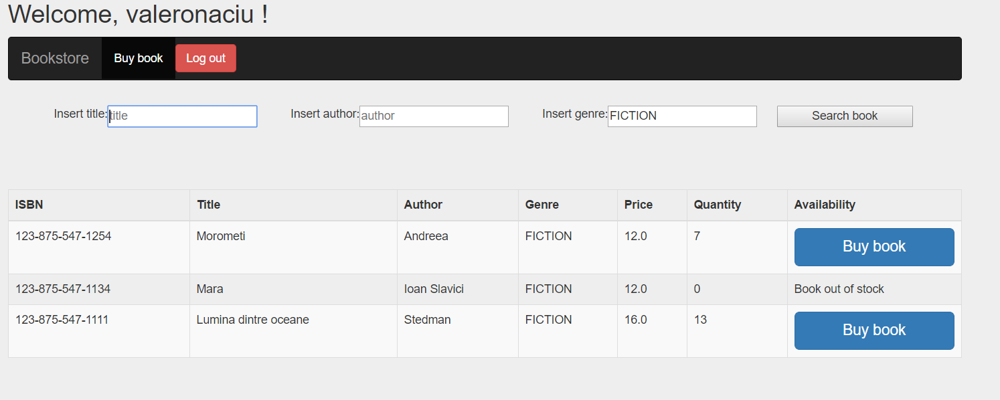 Welcome, valeronaciu !
Bookstore Buy book Log out
Insert title: title Insert author: author Insert genre: FICTION Search book
ISBN Title Author Genre Price Quantity Availability
123-875-547-1254 Morometi Andreea FICTION 12.0 7 Buy book
123-875-547-1134 Mara Ioan Slavici FICTION 12.0 0 Book out of stock
123-875-547-1111 Lumina dintre oceane Stedman FICTION 16.0 13 Buy book